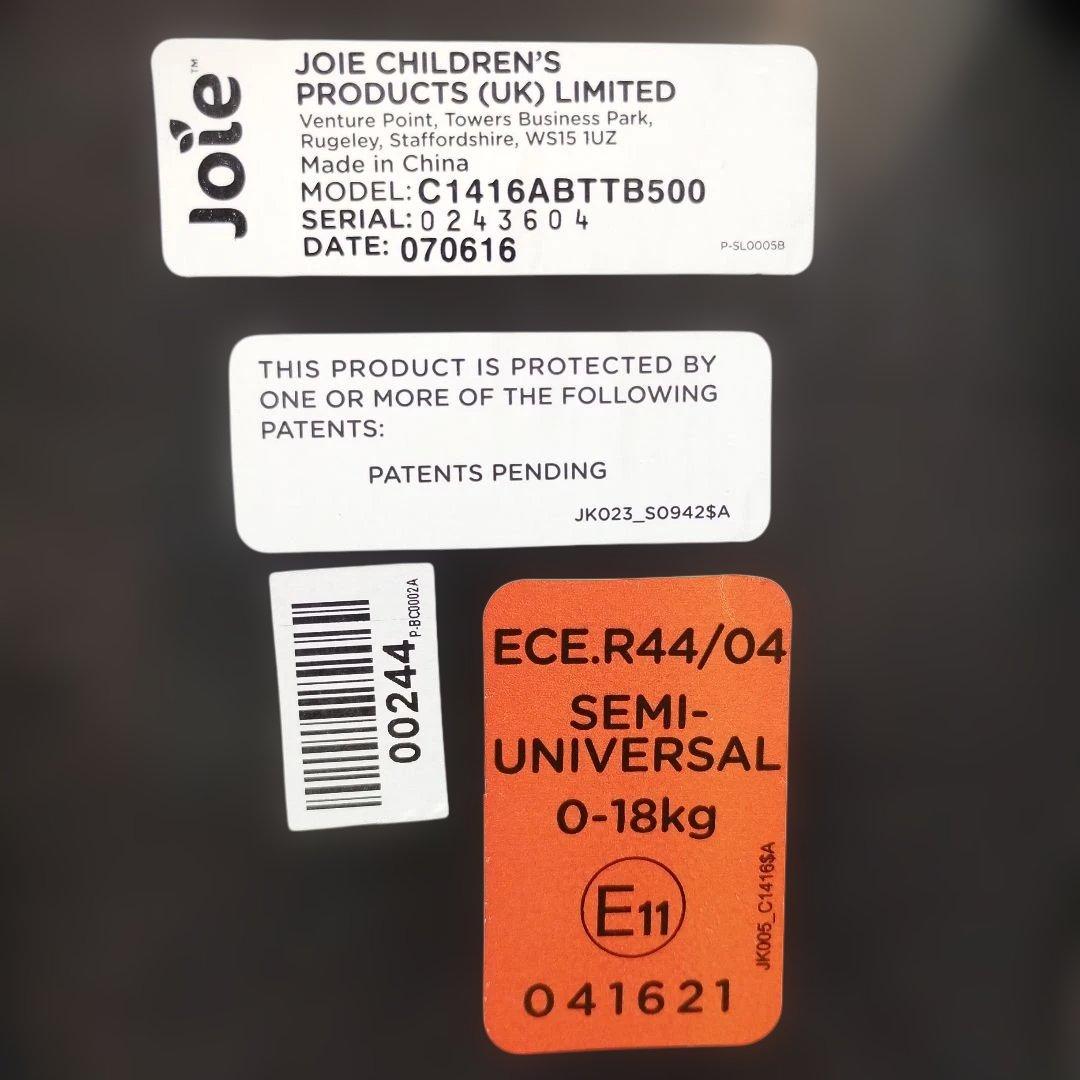 Joie™
JOIE CHILDREN'S
PRODUCTS (UK) LIMITED
Venture Point, Towers Business Park,
Rugeley, Staffordshire, WS15 1UZ
Made in China
MODEL: C1416ABTTB500
SERIAL: 0243604
DATE: 070616
P-SL0005B
THIS PRODUCT IS PROTECTED BY
ONE OR MORE OF THE FOLLOWING
PATENTS:
PATENTS PENDING
JK023_S0942$A
00244
P-BC0002A
ECE.R44/04
SEMI-
UNIVERSAL
0-18kg
E11
JK005_C1416$A
041621